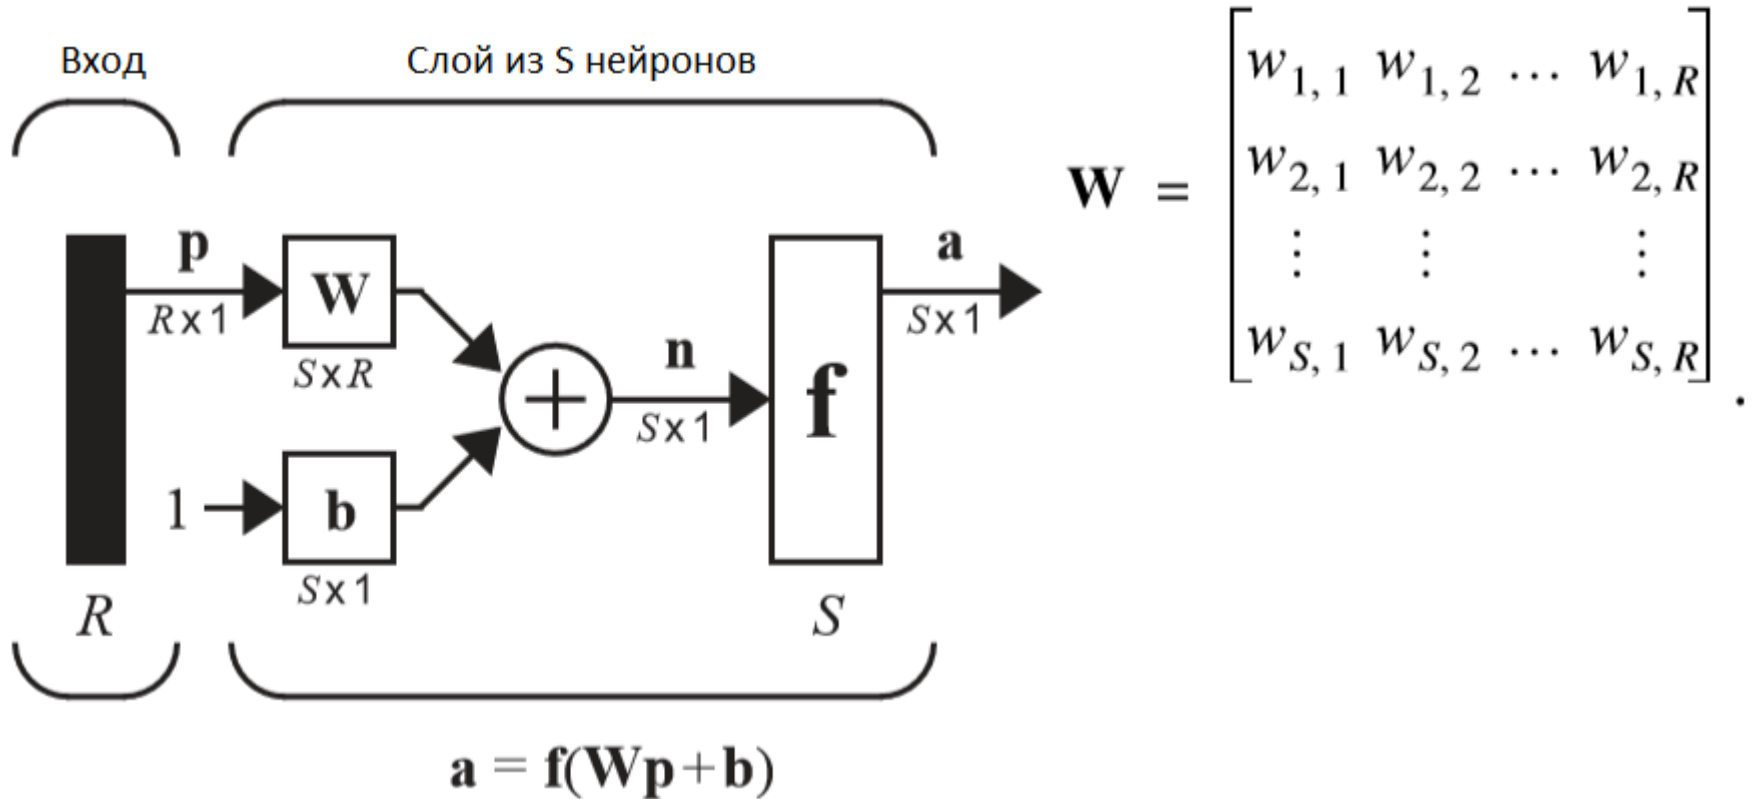 Вход
Слой из S нейронов
p
R x 1
W
S x R
1
b
S x 1
+
n
S x 1
f
a
S x 1
R
S
a = f(Wp+b)
W =
w1, 1 w1, 2 … w1, R
w2, 1 w2, 2 … w2, R
⋮ ⋮ ⋮
wS, 1 wS, 2 … wS, R
.